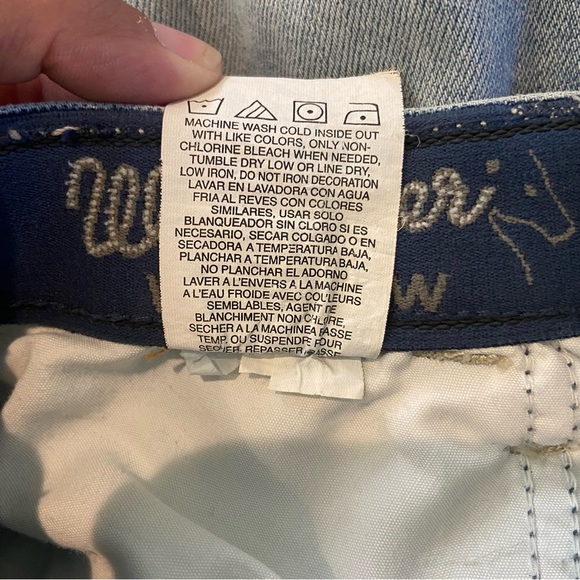 MACHINE WASH COLD INSIDE OUT
WITH LIKE COLORS, ONLY NON-
CHLORINE BLEACH WHEN NEEDED,
TUMBLE DRY LOW OR LINE DRY,
LOW IRON, DO NOT IRON DECORATION
LAVAR EN LAVADORA CON AGUA
FRIA AL REVES CON COLORES
SIMILARES, USAR SOLO
BLANQUEADOR SIN CLORO SI ES
NECESARIO, SECAR COLGADO O EN
SECADORA A TEMPERATURA BAJA,
PLANCHAR A TEMPERATURA BAJA,
NO PLANCHAR EL ADORNO
LAVER A L'ENVERS A LA MACHINE
A L'EAU FROIDE AVEC COULEURS
SEMBLABLES, AGENT DE
BLANCHIMENT NON CHLORE,
SECHER A LA MACHINE A BASSE
TEMP. OU SUSPENDRE POUR
SECHER, REPASSER BASSE